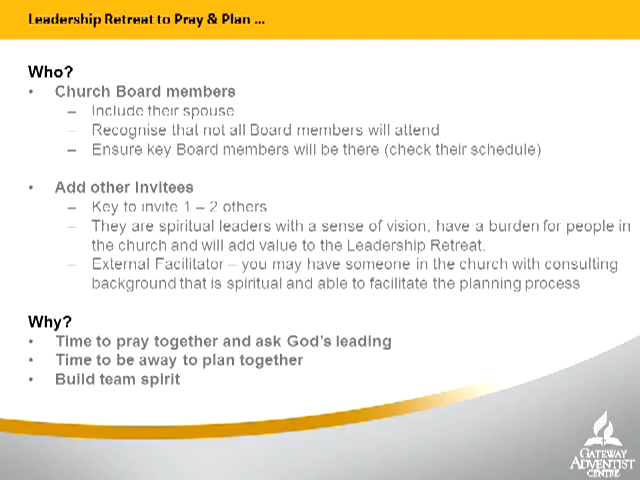 Leadership Retreat to Pray & Plan ...
Who?
• Church Board members
– Include their spouse
– Recognise that not all Board members will attend
– Ensure key Board members will be there (check their schedule)
• Add other Invitees
– Key to invite 1 – 2 others
– They are spiritual leaders with a sense of vision, have a burden for people in
the church and will add value to the Leadership Retreat.
– External Facilitator – you may have someone in the church with consulting
background that is spiritual and able to facilitate the planning process
Why?
• Time to pray together and ask God's leading
• Time to be away to plan together
• Build team spirit
GATEWAY
ADVENTIST
CENTRE